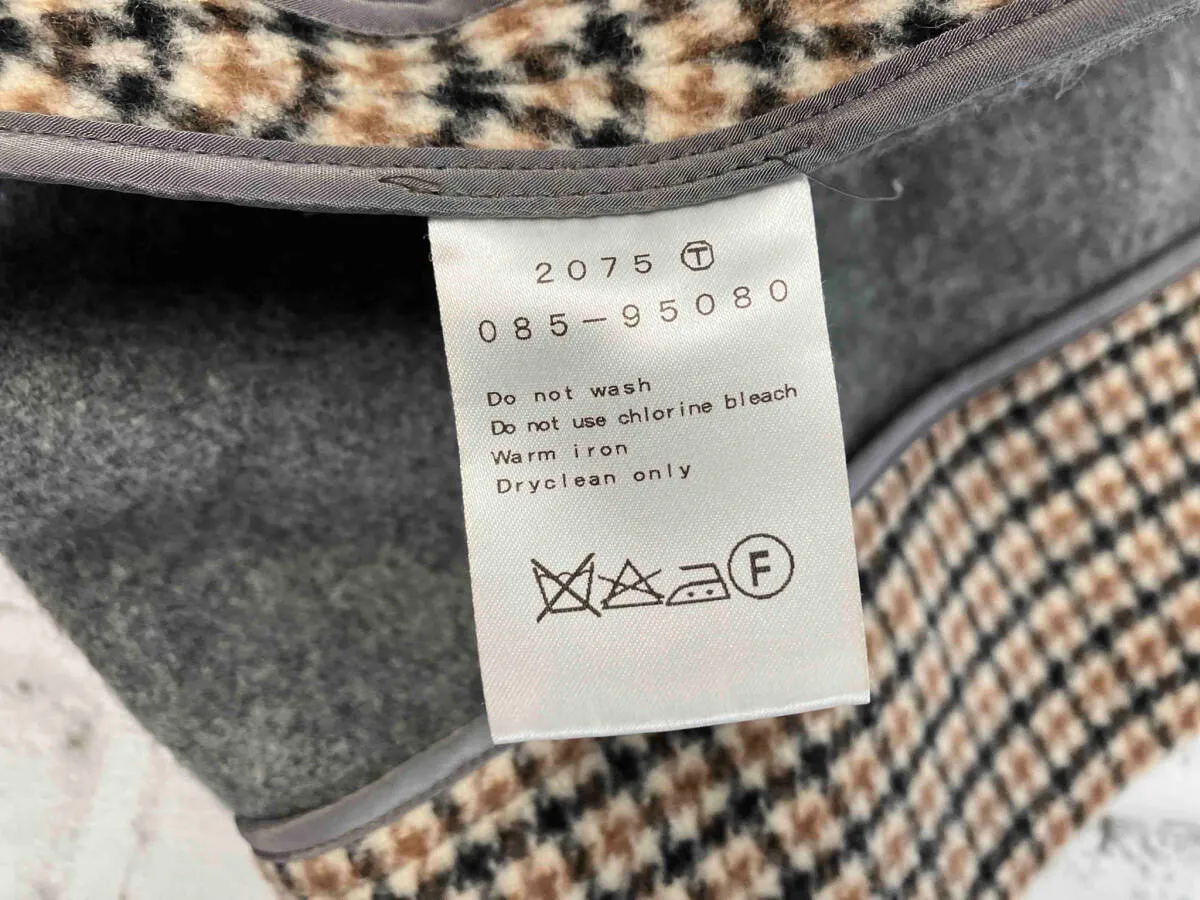 2075 Ⓣ
085-95080
Do not wash
Do not use chlorine bleach
Warm iron
Dryclean only
F